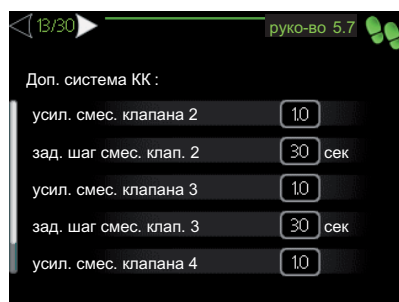 13/30 руко-во 5.7
Доп. система КК :
усил. смес. клапана 2 1.0
зад. шаг смес. клап. 2 30 сек
усил. смес. клапана 3 1.0
зад. шаг смес. клап. 3 30 сек
усил. смес. клапана 4 1.0